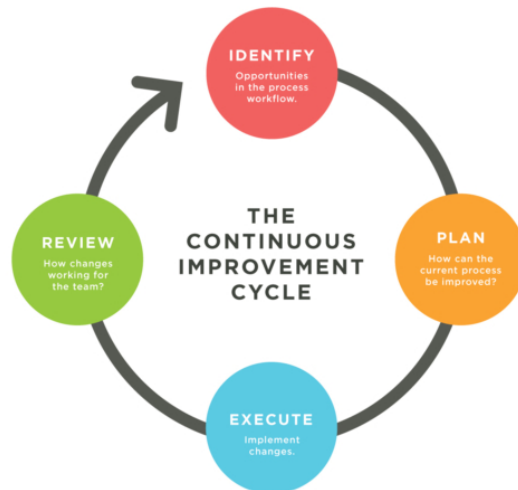 IDENTIFY
Opportunities
in the process
workflow.
THE
CONTINUOUS
IMPROVEMENT
CYCLE
PLAN
How can the
current process
be improved?
EXECUTE
Implement
changes.
REVIEW
How changes
working for
the team?